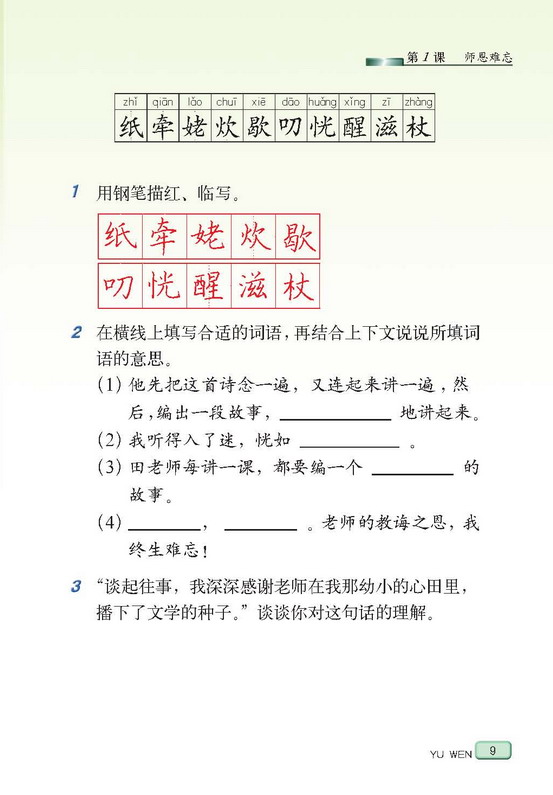 第1课 师恩难忘
zhǐ qiān lǎo chuī xiē dāo huǎng xǐng zī zhàng
纸 牵 姥 炊 歇 叨 恍 醒 滋 杖
1 用钢笔描红、临写。
纸 牵 姥 炊 歇
叨 恍 醒 滋 杖
2 在横线上填写合适的词语，再结合上下文说说所填词
语的意思。
(1) 他先把这首诗念一遍，又连起来讲一遍，然
后，编出一段故事，____________ 地讲起来。
(2) 我听得入了迷，恍如 ____________ 。
(3) 田老师每讲一课，都要编一个 __________ 的
故事。
(4) _________， _________ 。老师的教诲之恩，我
终生难忘！
3 “谈起往事，我深深感谢老师在我那幼小的心田里，
播下了文学的种子。”谈谈你对这句话的理解。
YU WEN 9